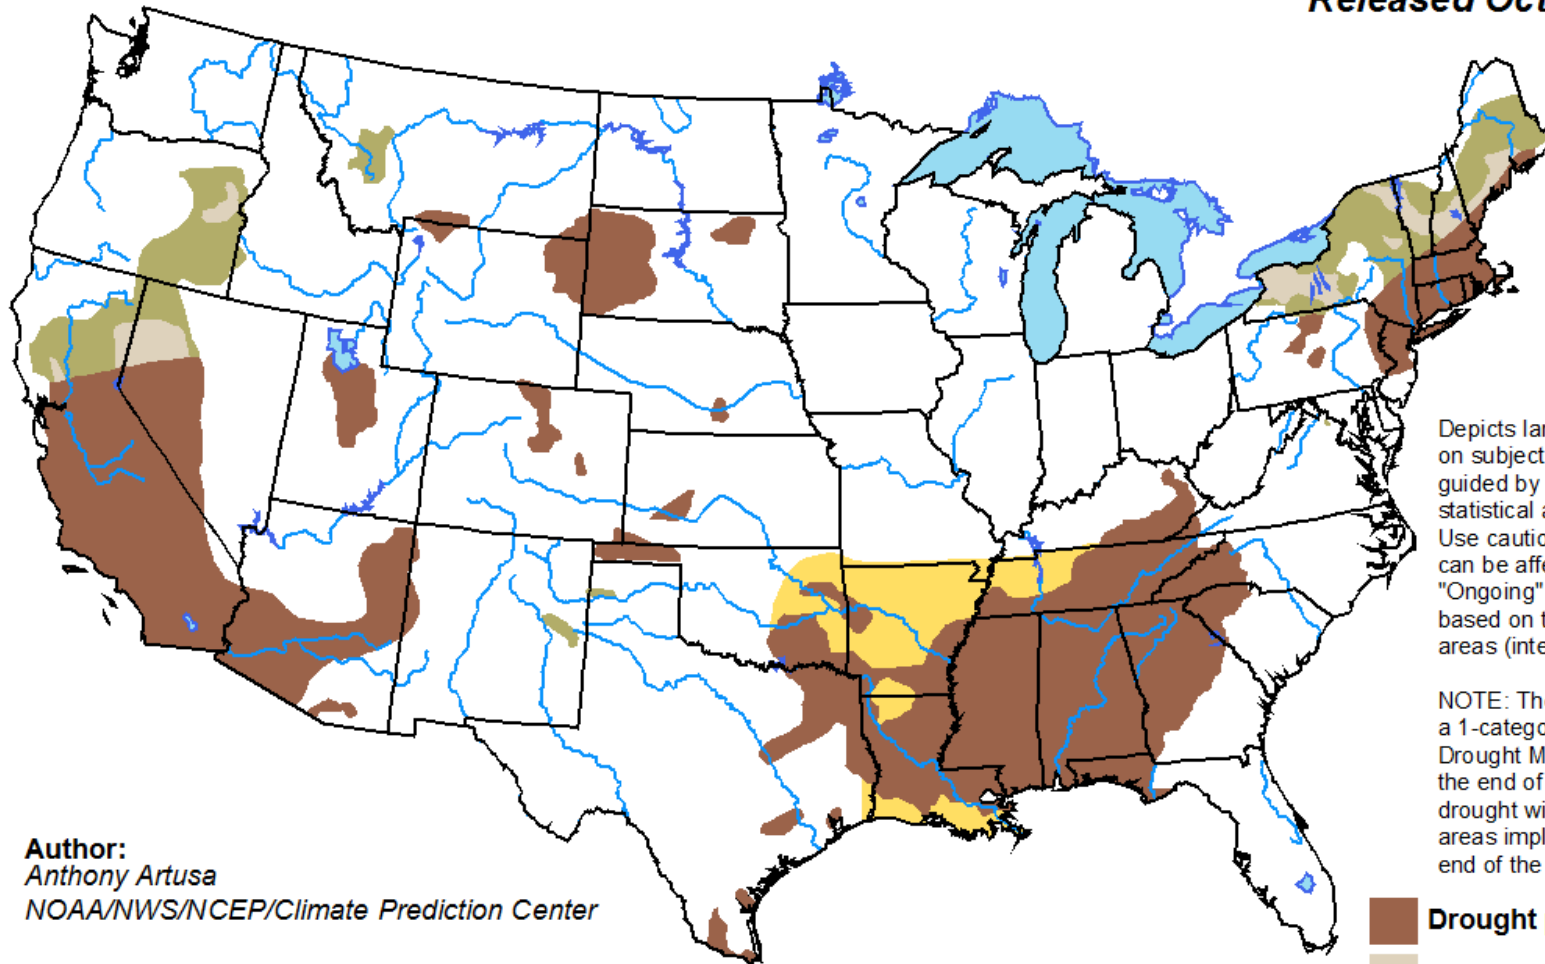 Released Oct
Depicts lar
on subject
guided by
statistical a
Use cautio
can be affe
"Ongoing"
based on t
areas (inte
NOTE: The
a 1-catego
Drought M
the end of
drought wi
areas impl
end of the
Author:
Anthony Artusa
NOAA/NWS/NCEP/Climate Prediction Center
Drought